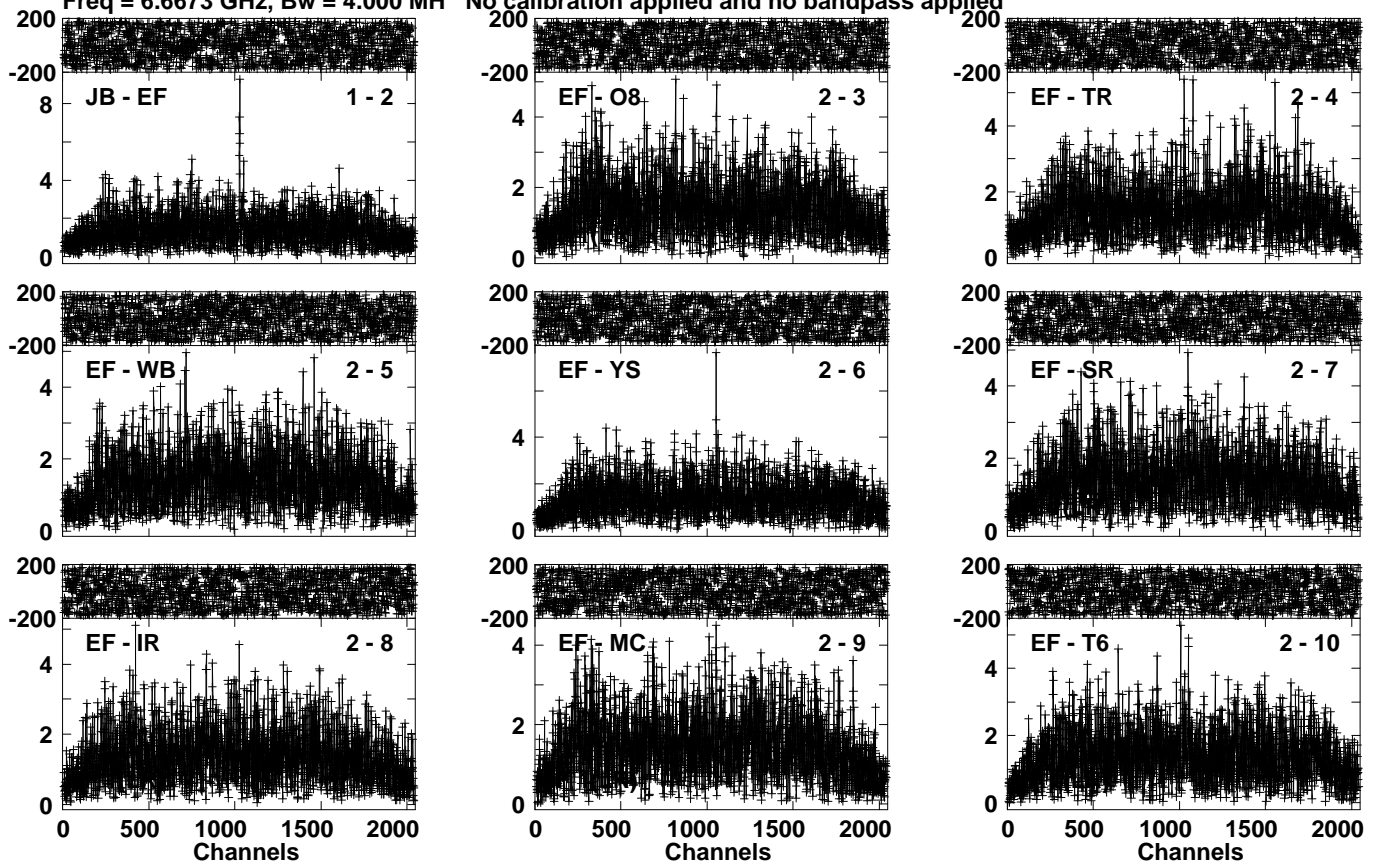 Freq = 6.6673 GHz, Bw = 4.000 MH No calibration applied and no bandpass applied
200 200 200
-200 -200 -200
JB - EF 1 - 2 EF - O8 2 - 3 EF - TR 2 - 4
8 4 4
4 2 2
0 0 0
200 200 200
-200 -200 -200
EF - WB 2 - 5 EF - YS 2 - 6 EF - SR 2 - 7
4 4 4
2 2
0 0 0
200 200 200
-200 -200 -200
EF - IR 2 - 8 EF - MC 2 - 9 EF - T6 2 - 10
4 4 4
2 2 2
0 0 0
0 500 1000 1500 2000 0 500 1000 1500 2000 0 500 1000 1500 2000
Channels Channels Channels